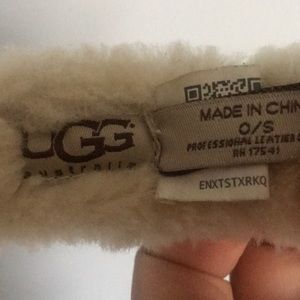 UGG
australia
MADE IN CHIN
O/S
PROFESSIONAL LEATHER
RN 17541
ENXTSTXRKQ